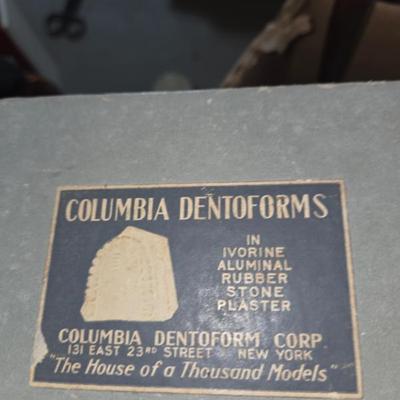 COLUMBIA DENTOFORMS
IN
IVORINE
ALUMINAL
RUBBER
STONE
PLASTER
COLUMBIA DENTOFORM CORP.
131 EAST 23RD STREET NEW YORK
"The House of a Thousand Models"